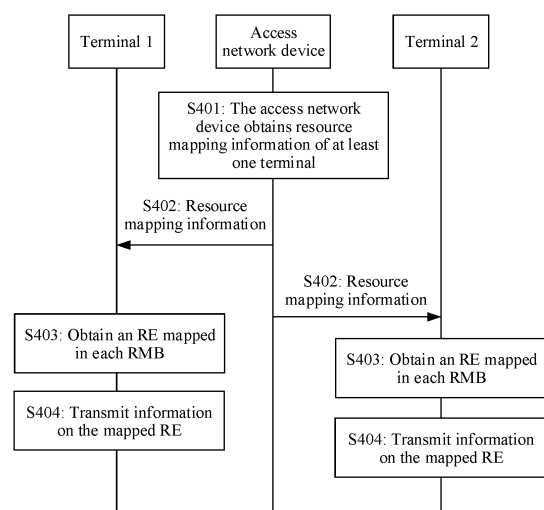 Terminal 1
Access
network device
Terminal 2
S401: The access network
device obtains resource
mapping information of at least
one terminal
S402: Resource
mapping information
S402: Resource
mapping information
S403: Obtain an RE mapped
in each RMB
S403: Obtain an RE mapped
in each RMB
S404: Transmit information
on the mapped RE
S404: Transmit information
on the mapped RE